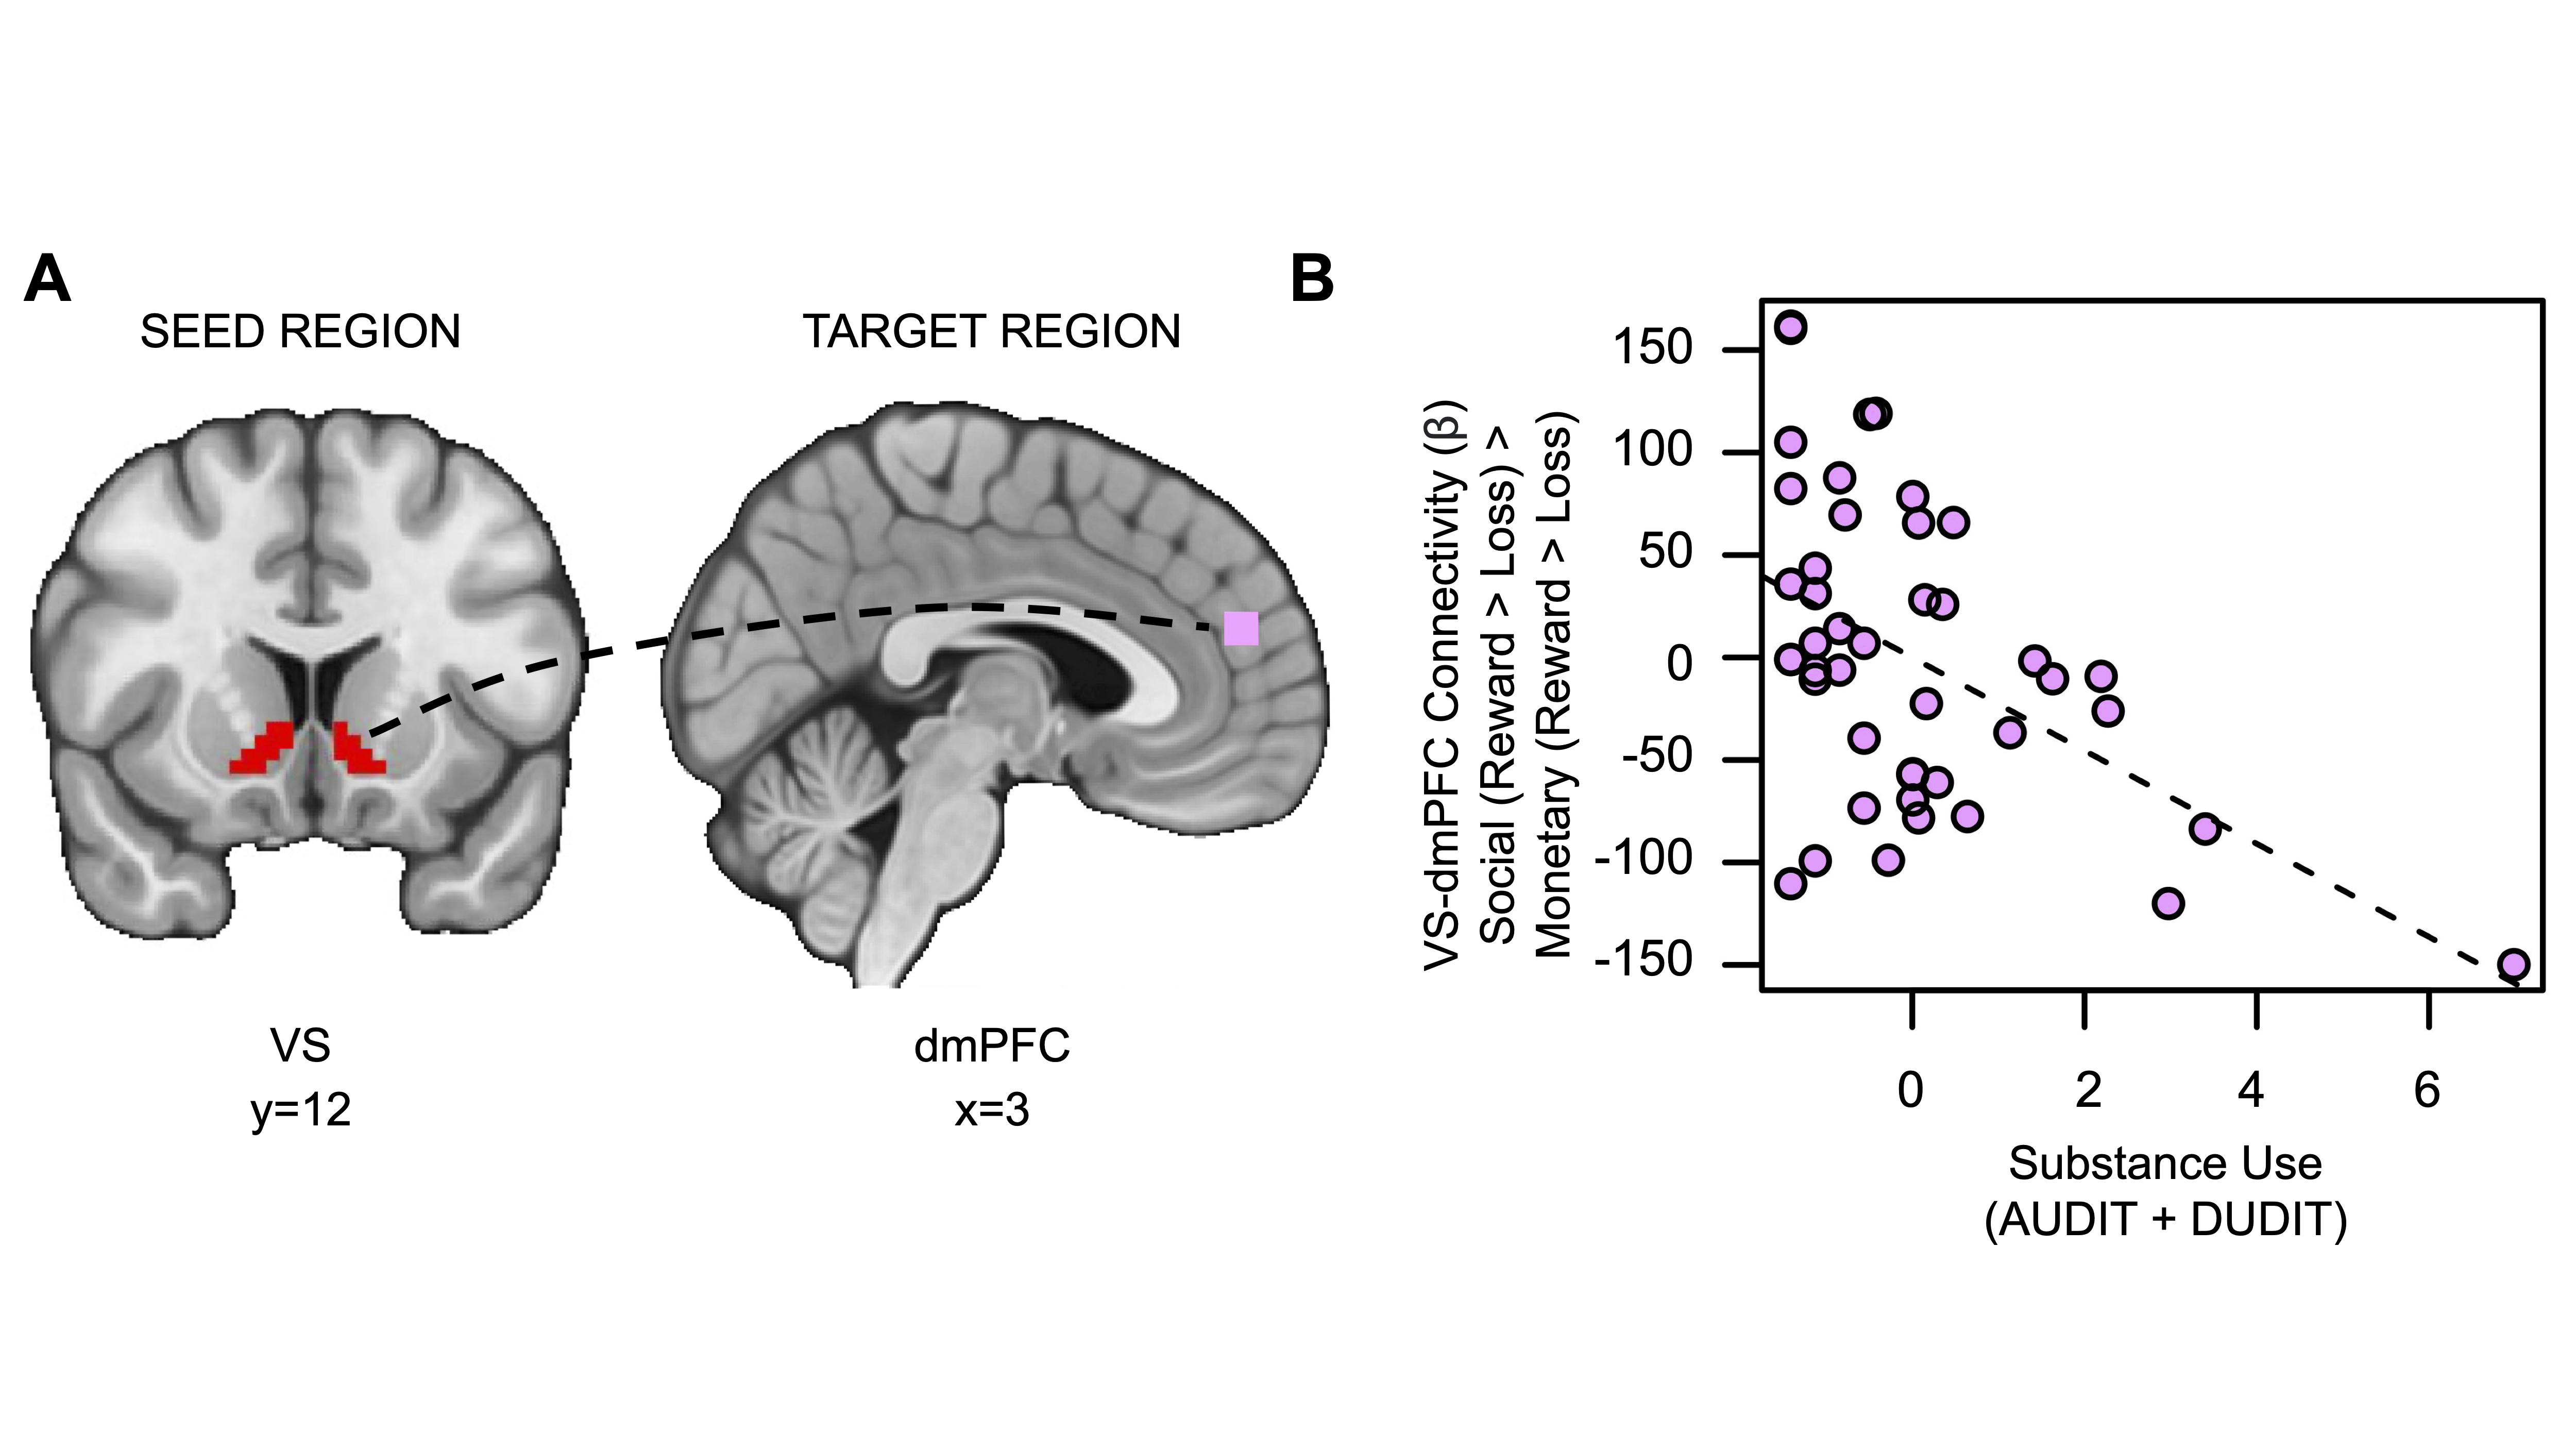 A
SEED REGION
TARGET REGION
VS
y=12
dmPFC
x=3
B
VS-dmPFC Connectivity (β)
Social (Reward > Loss) >
Monetary (Reward > Loss)
150
100
50
0
-50
-100
-150
0 2 4 6
Substance Use
(AUDIT + DUDIT)